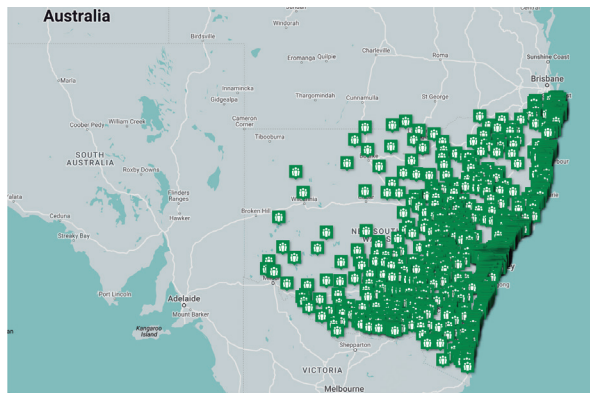 Australia
Windorah
Birdsville
Charleville
Roma
Eromanga
Quilpie
Sunshine Coast
Brisbane
Marla
Innamincka
Gidgealpa
Thargomindah
Cunnamulla
St George
Cameron
Corner
Coober Pedy
William Creek
Tibooburra
SOUTH
AUSTRALIA
Roxby Downs
Flinders
Ranges
Hawker
Broken Hill
Ceduna
Streaky Bay
Port Lincoln
Adelaide
Mount Barker
Kangaroo
Island
Shepparton
VICTORIA
Melbourne